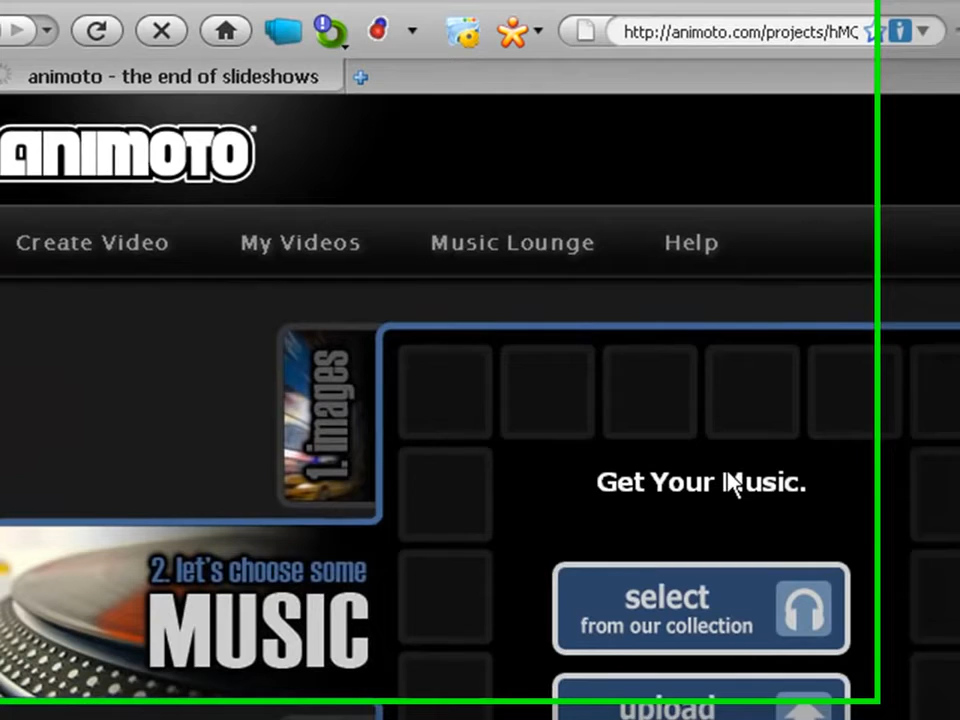 http://animoto.com/projects/hMC
animoto - the end of slideshows
animoto
Create Video My Videos Music Lounge Help
1. images
Get Your Music.
2. let's choose some
MUSIC
select
from our collection
upload